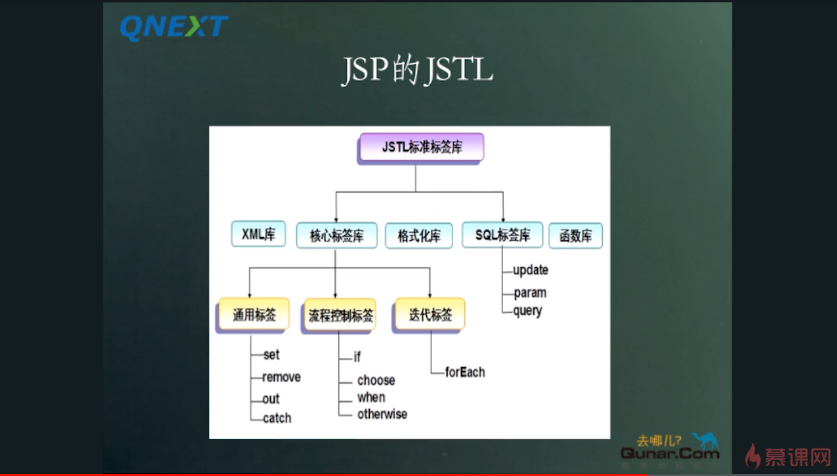 QNEXT
JSP的JSTL
JSTL标准标签库
XML库 核心标签库 格式化库 SQL标签库 函数库
update
param
query
通用标签 流程控制标签 迭代标签
set
remove
out
catch
if
choose
when
otherwise
forEach
去哪儿?
Qunar.Com
慕课网